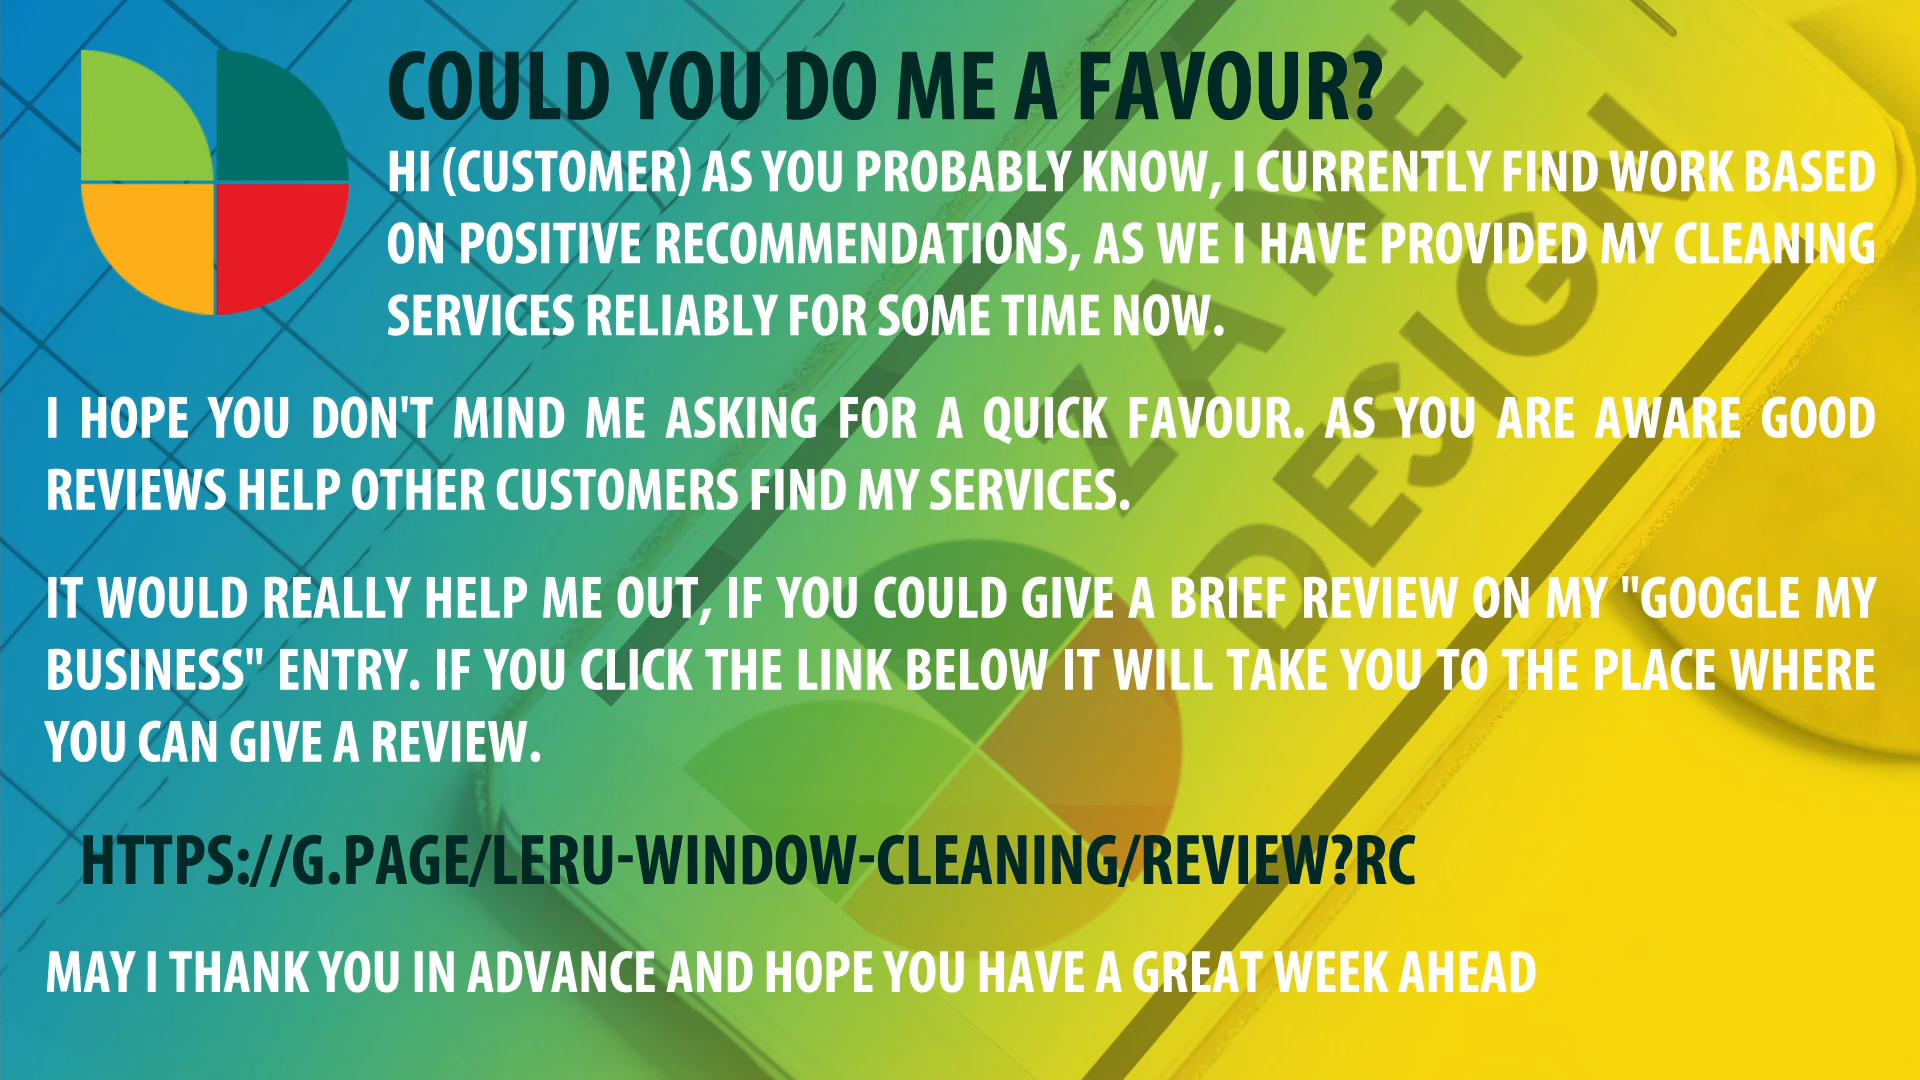 COULD YOU DO ME A FAVOUR?
HI (CUSTOMER) AS YOU PROBABLY KNOW, I CURRENTLY FIND WORK BASED
ON POSITIVE RECOMMENDATIONS, AS WE I HAVE PROVIDED MY CLEANING
SERVICES RELIABLY FOR SOME TIME NOW.
I HOPE YOU DON'T MIND ME ASKING FOR A QUICK FAVOUR. AS YOU ARE AWARE GOOD
REVIEWS HELP OTHER CUSTOMERS FIND MY SERVICES.
IT WOULD REALLY HELP ME OUT, IF YOU COULD GIVE A BRIEF REVIEW ON MY "GOOGLE MY
BUSINESS" ENTRY. IF YOU CLICK THE LINK BELOW IT WILL TAKE YOU TO THE PLACE WHERE
YOU CAN GIVE A REVIEW.
HTTPS://G.PAGE/LERU-WINDOW-CLEANING/REVIEW?RC
MAY I THANK YOU IN ADVANCE AND HOPE YOU HAVE A GREAT WEEK AHEAD
ZANET
DESIGN